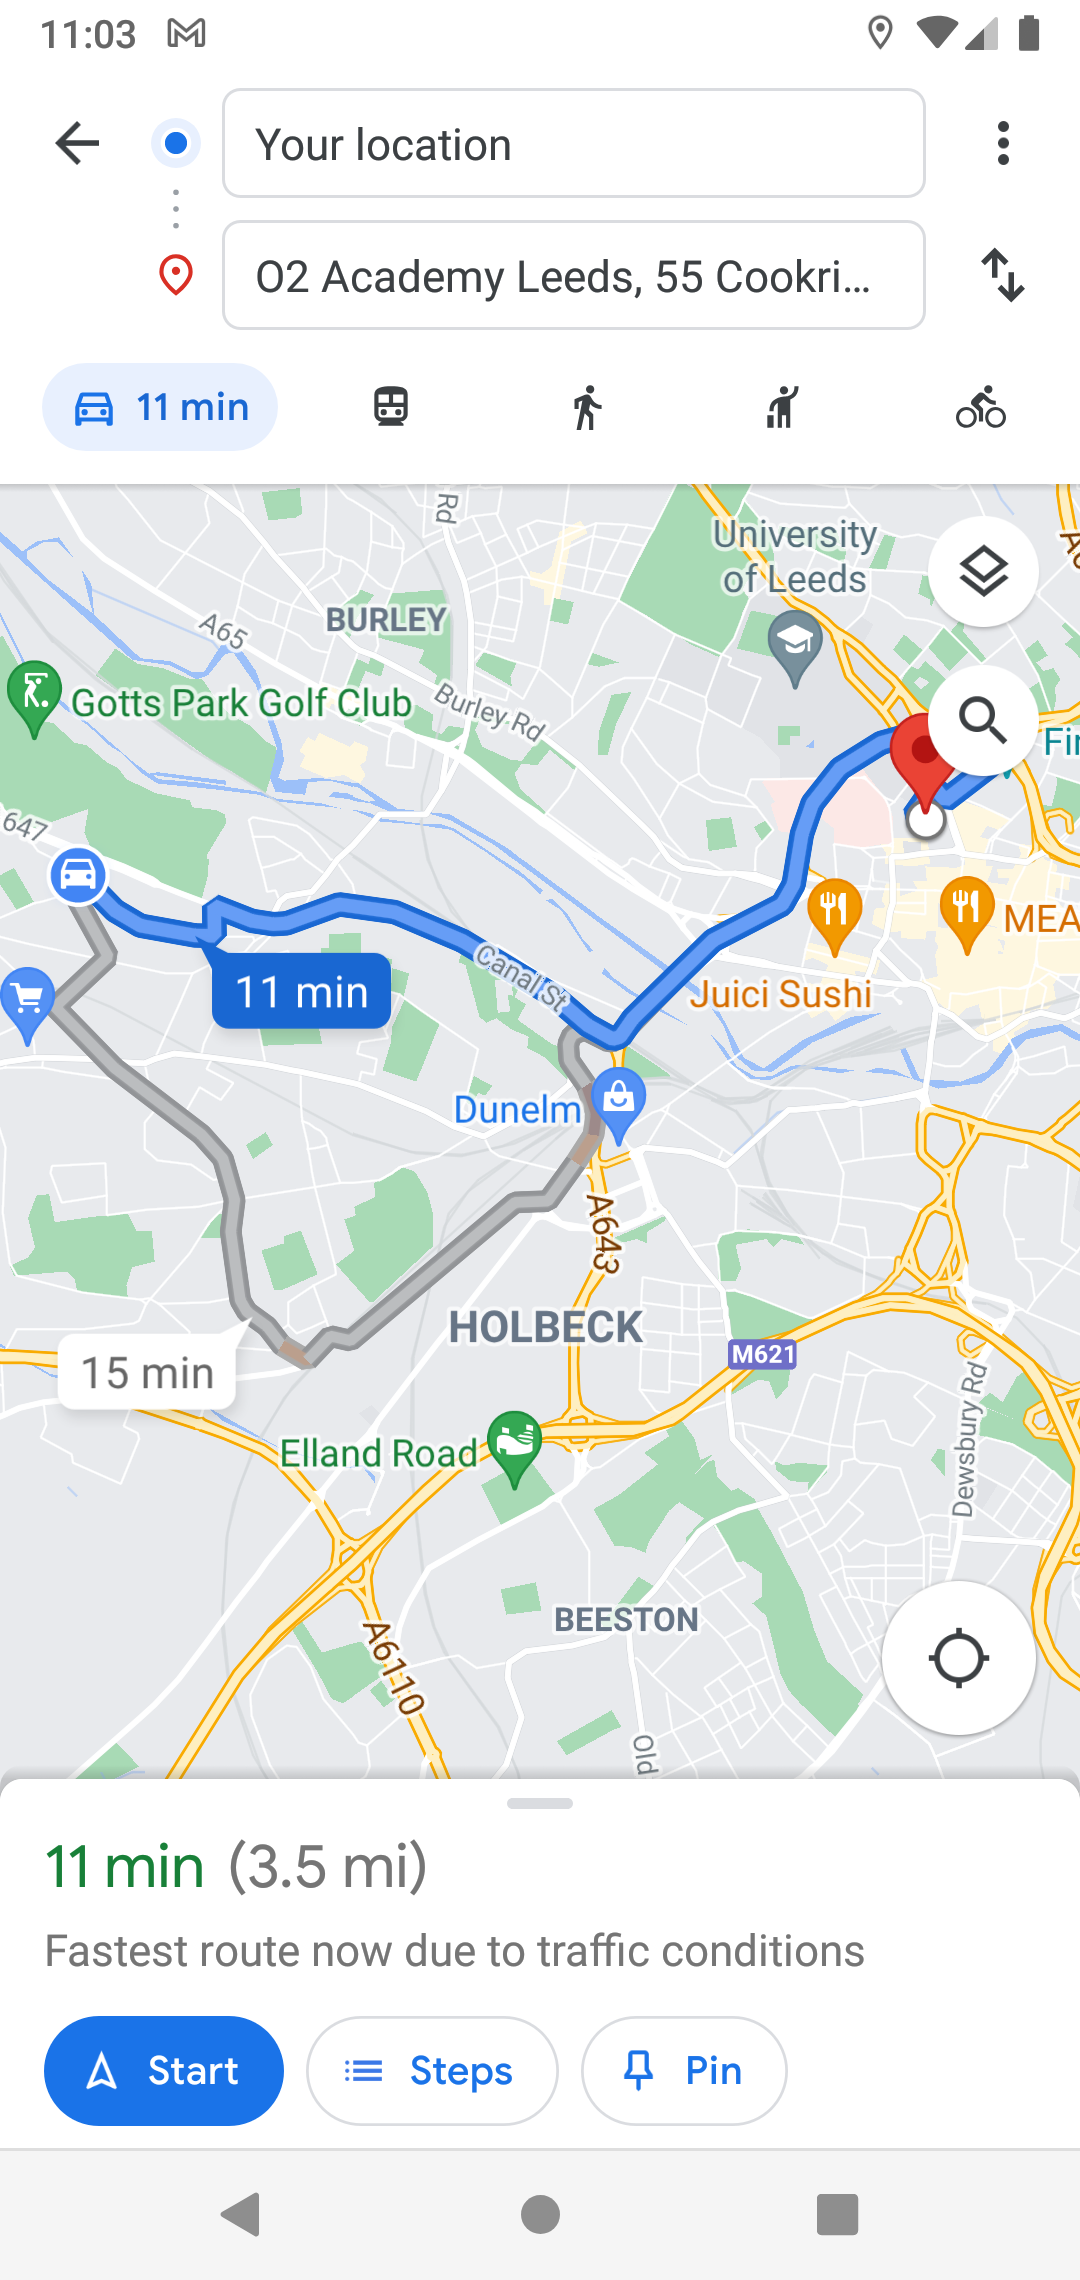 11:03
Your location
O2 Academy Leeds, 55 Cookri...
11 min
Rd
University
of Leeds
A65
BURLEY
Gotts Park Golf Club
Burley Rd
Fir
647
MEA
Canal St
11 min
Juici Sushi
Dunelm
A643
HOLBECK
M621
15 min
Dewsbury Rd
Elland Road
BEESTON
A6110
Old
11 min (3.5 mi)
Fastest route now due to traffic conditions
Start
Steps
Pin